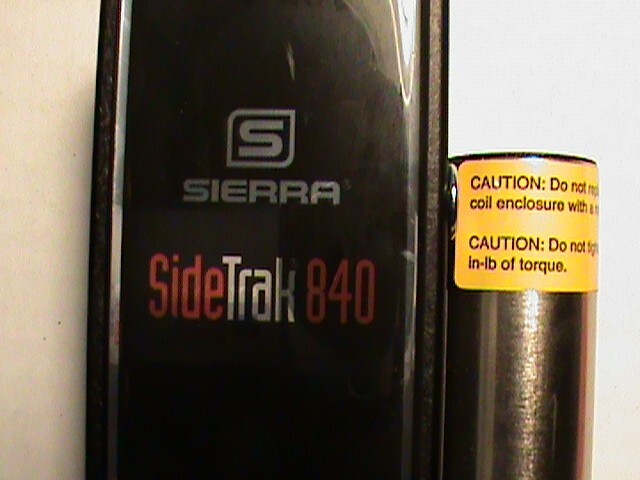 S
SIERRA
SideTrak 840
CAUTION: Do not
coil enclosure with a
CAUTION: Do not
in-lb of torque.